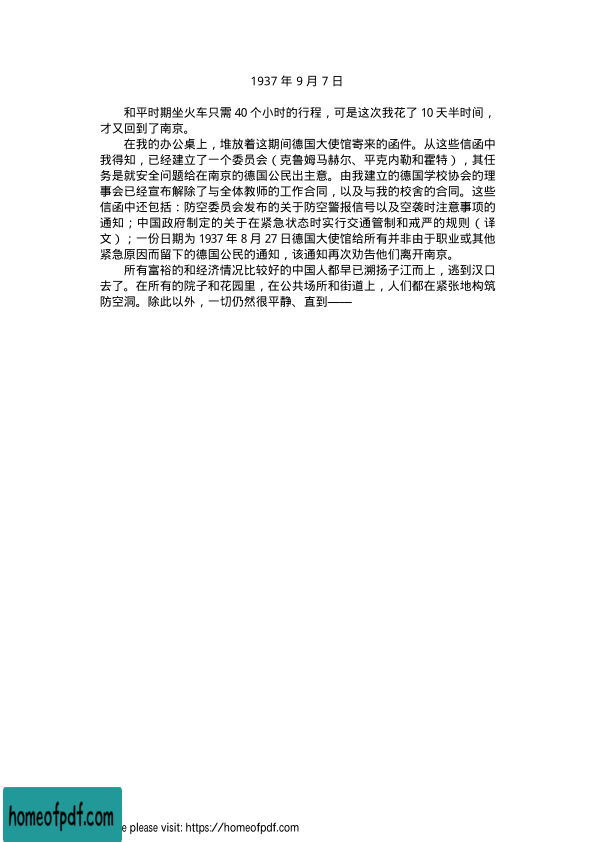 1937 年 9 月 7 日
和平时期坐火车只需 40 个小时的行程，可是这次我花了 10 天半时间，
才又回到了南京。
在我的办公桌上，堆放着这期间德国大使馆寄来的函件。从这些信函中
我得知，已经建立了一个委员会（克鲁姆马赫尔、平克内勒和霍特），其任
务是就安全问题给在南京的德国公民出主意。由我建立的德国学校协会的理
事会已经宣布解除了与全体教师的工作合同，以及与我的校舍的合同。这些
信函中还包括：防空委员会发布的关于防空警报信号以及空袭时注意事项的
通知；中国政府制定的关于在紧急状态时实行交通管制和戒严的规则（译
文）；一份日期为 1937 年 8 月 27 日德国大使馆给所有并非由于职业或其他
紧急原因而留下的德国公民的通知，该通知再次劝告他们离开南京。
所有富裕的和经济情况比较好的中国人都早已溯扬子江而上，逃到汉口
去了。在所有的院子和花园里，在公共场所和街道上，人们都在紧张地构筑
防空洞。除此以外，一切仍然很平静、直到——
homeofpdf.com
please visit: https://homeofpdf.com